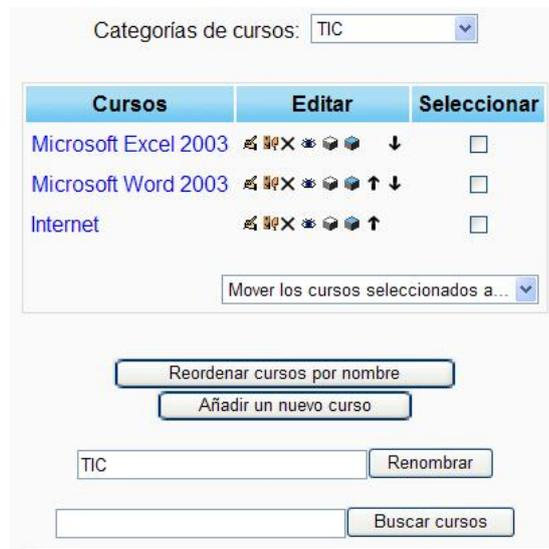 Categorías de cursos: TIC
Cursos Editar Seleccionar
Microsoft Excel 2003
Microsoft Word 2003
Internet
Mover los cursos seleccionados a...
Reordenar cursos por nombre
Añadir un nuevo curso
TIC Renombrar
Buscar cursos